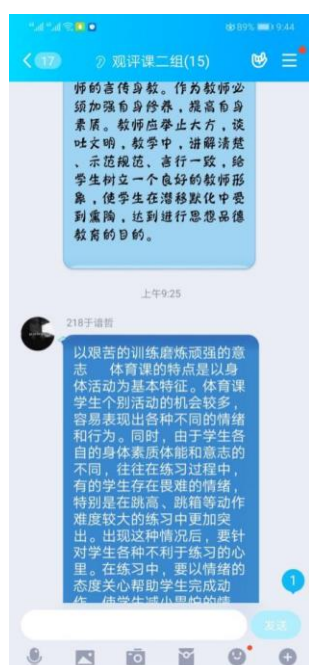 89% 9:44
17 观评课二组(15)
师的言传身教。作为教师必
须加强自身修养，提高自身
素质。教师应举止大方，谈
吐文明，教学中，讲解清楚
、示范规范、言行一致，给
学生树立一个良好的教师形
象，使学生在潜移默化中受
到熏陶，达到进行思想品德
教育的目的。
上午9:25
218于谙哲
以艰苦的训练磨炼顽强的意
志　体育课的特点是以身
体活动为基本特征。体育课
学生个别活动的机会较多，
容易表现出各种不同的情绪
和行为。同时，由于学生各
自的身体素质体能和意志的
不同，往往在练习过程中，
有的学生存在畏难的情绪，
特别是在跳高、跳箱等动作
难度较大的练习中更加突
出。出现这种情况后，要针
对学生各种不利于练习的心
里。在练习中，要以情绪的
态度关心帮助学生完成动
作，使学生减小畏怕的情
1
发送